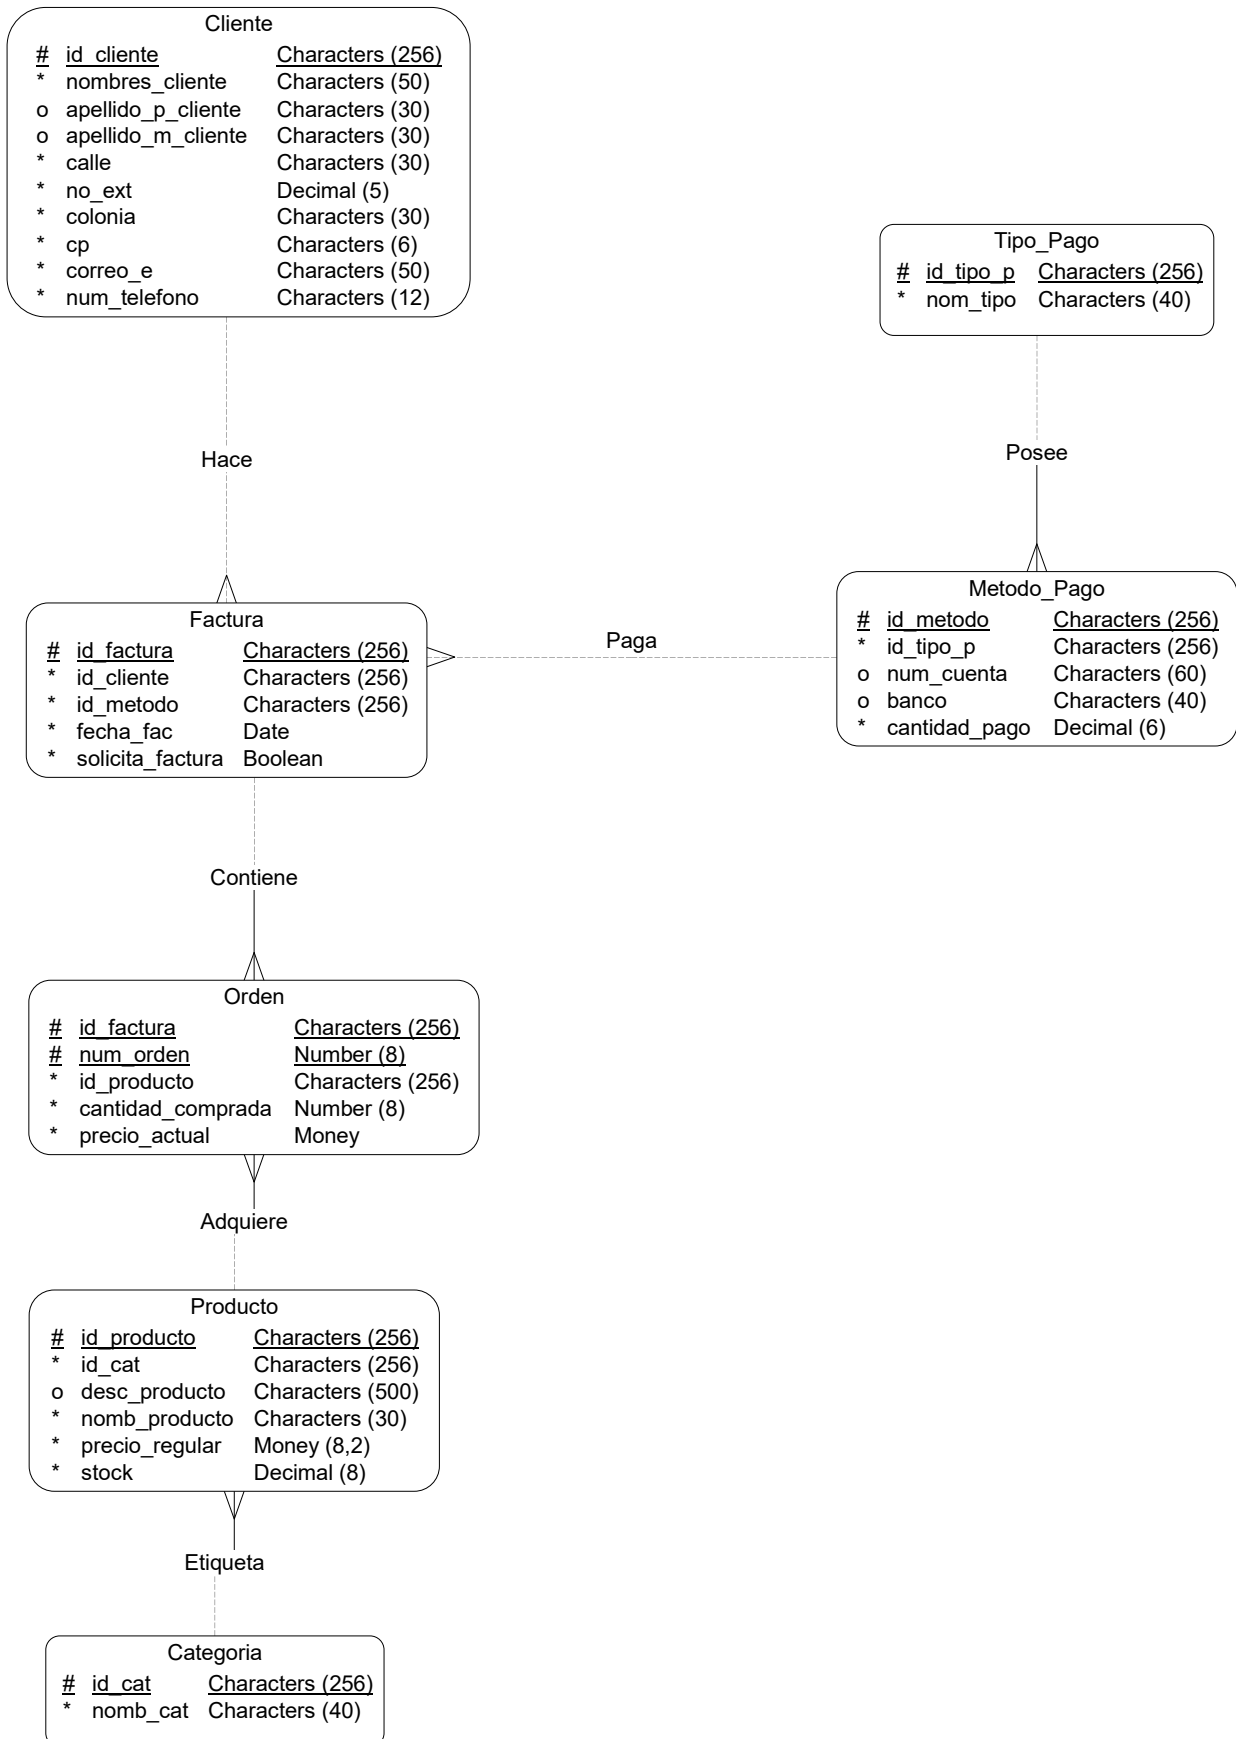 Cliente
# id_cliente Characters (256)
* nombres_cliente Characters (50)
o apellido_p_cliente Characters (30)
o apellido_m_cliente Characters (30)
* calle Characters (30)
* no_ext Decimal (5)
* colonia Characters (30)
* cp Characters (6)
* correo_e Characters (50)
* num_telefono Characters (12)
Tipo_Pago
# id_tipo_p Characters (256)
* nom_tipo Characters (40)
Hace
Posee
Factura
# id_factura Characters (256)
* id_cliente Characters (256)
* id_metodo Characters (256)
* fecha_fac Date
* solicita_factura Boolean
Paga
Metodo_Pago
# id_metodo Characters (256)
* id_tipo_p Characters (256)
o num_cuenta Characters (60)
o banco Characters (40)
* cantidad_pago Decimal (6)
Contiene
Orden
# id_factura Characters (256)
# num_orden Number (8)
* id_producto Characters (256)
* cantidad_comprada Number (8)
* precio_actual Money
Adquiere
Producto
# id_producto Characters (256)
* id_cat Characters (256)
o desc_producto Characters (500)
* nomb_producto Characters (30)
* precio_regular Money (8,2)
* stock Decimal (8)
Etiqueta
Categoria
# id_cat Characters (256)
* nomb_cat Characters (40)